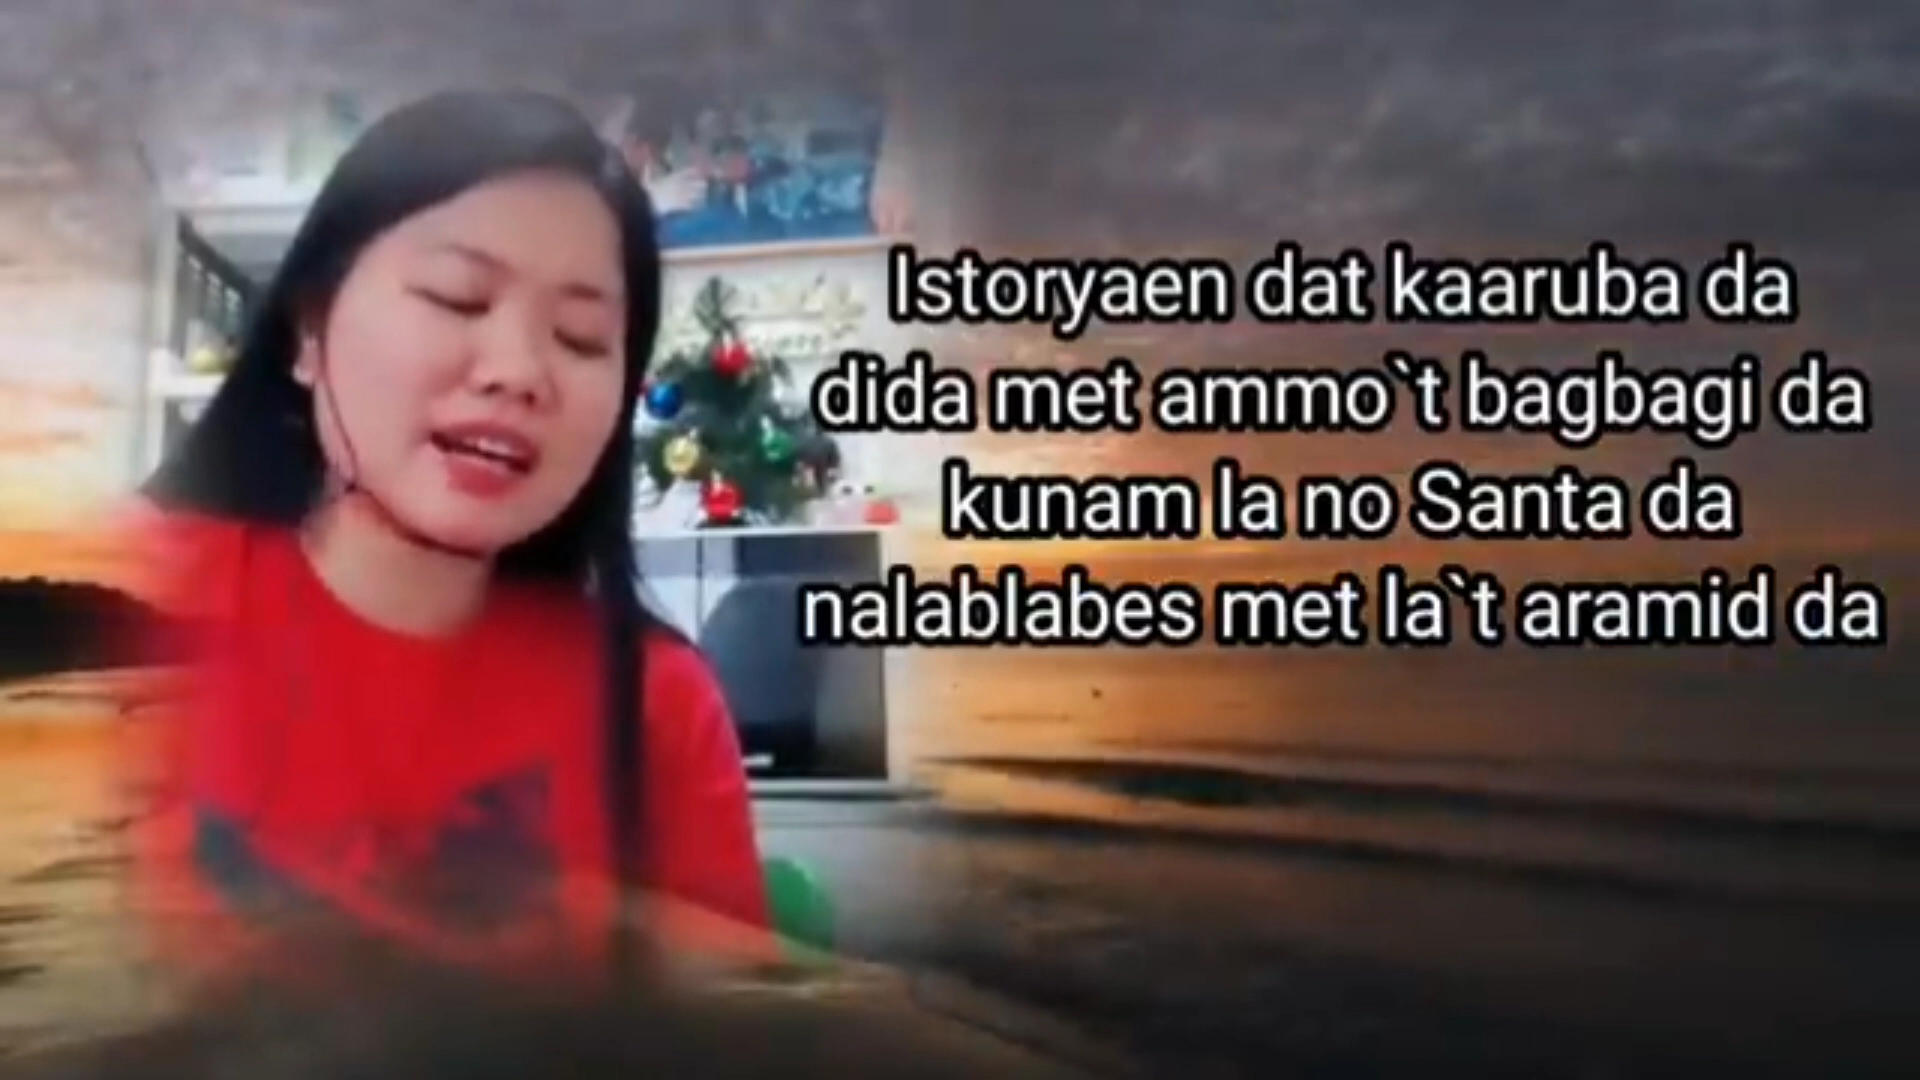 Istoryaen dat kaaruba da
dida met ammo`t bagbagi da
kunam la no Santa da
nalablabes met la`t aramid da